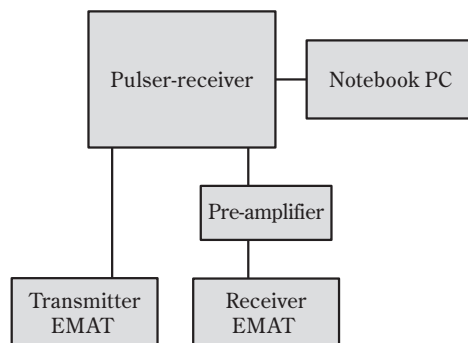 Pulser-receiver
Notebook PC
Pre-amplifier
Transmitter
EMAT
Receiver
EMAT